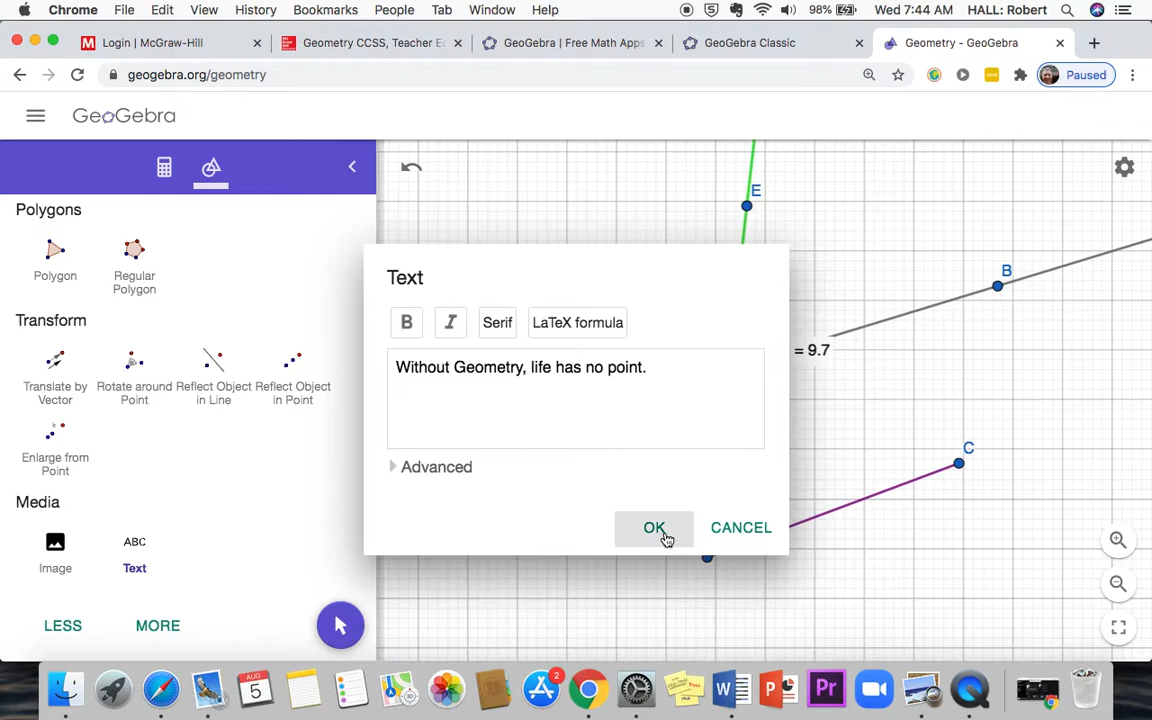 Chrome File Edit View History Bookmarks People Tab Window Help 98% Wed 7:44 AM HALL: Robert
Login | McGraw-Hill
Geometry CCSS, Teacher Ed
GeoGebra | Free Math Apps
GeoGebra Classic
Geometry - GeoGebra
geogebra.org/geometry
Paused
GeoGebra
Polygons
Polygon
Regular Polygon
Transform
Translate by Vector
Rotate around Point
Reflect Object in Line
Reflect Object in Point
Enlarge from Point
Media
Image
ABC
Text
LESS MORE
E
B
= 9.7
C
Text
B I Serif LaTeX formula
Without Geometry, life has no point.
Advanced
OK CANCEL
AUG
5
2
W
P
Pr